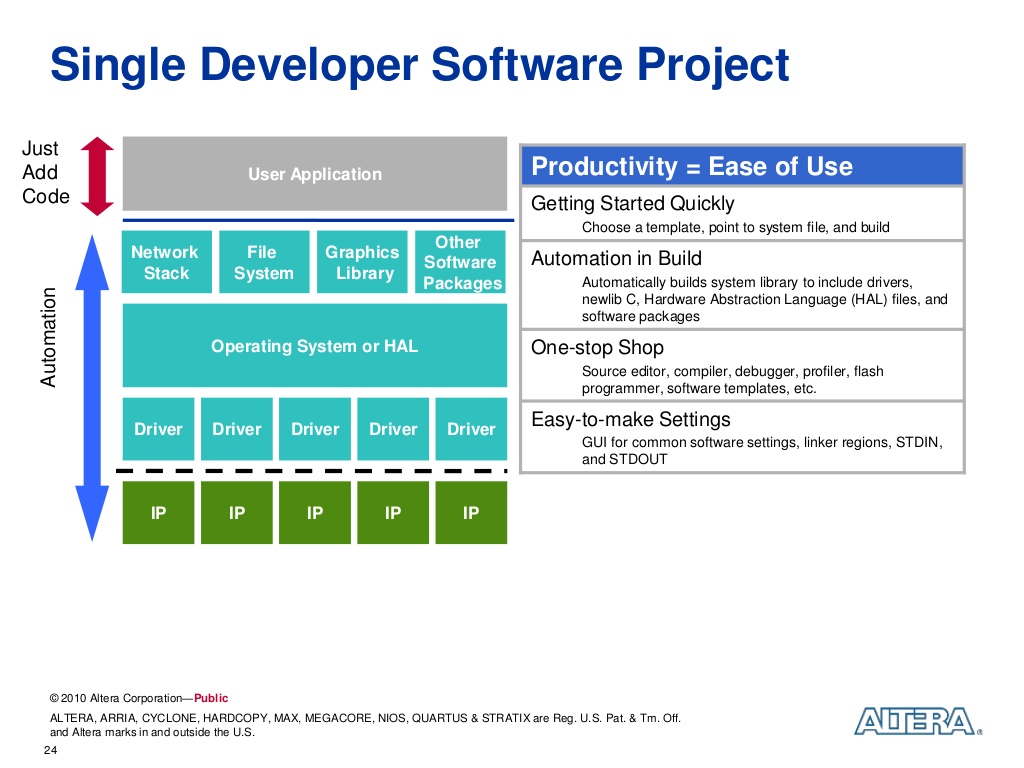 Single Developer Software Project
Just
Add
Code
Automation
User Application
Network
Stack
File
System
Graphics
Library
Other
Software
Packages
Operating System or HAL
Driver
Driver
Driver
Driver
Driver
IP
IP
IP
IP
IP
Productivity = Ease of Use
Getting Started Quickly
Choose a template, point to system file, and build
Automation in Build
Automatically builds system library to include drivers,
newlib C, Hardware Abstraction Language (HAL) files, and
software packages
One-stop Shop
Source editor, compiler, debugger, profiler, flash
programmer, software templates, etc.
Easy-to-make Settings
GUI for common software settings, linker regions, STDIN,
and STDOUT
© 2010 Altera Corporation—Public
ALTERA, ARRIA, CYCLONE, HARDCOPY, MAX, MEGACORE, NIOS, QUARTUS & STRATIX are Reg. U.S. Pat. & Tm. Off.
and Altera marks in and outside the U.S.
24
ALTERA®